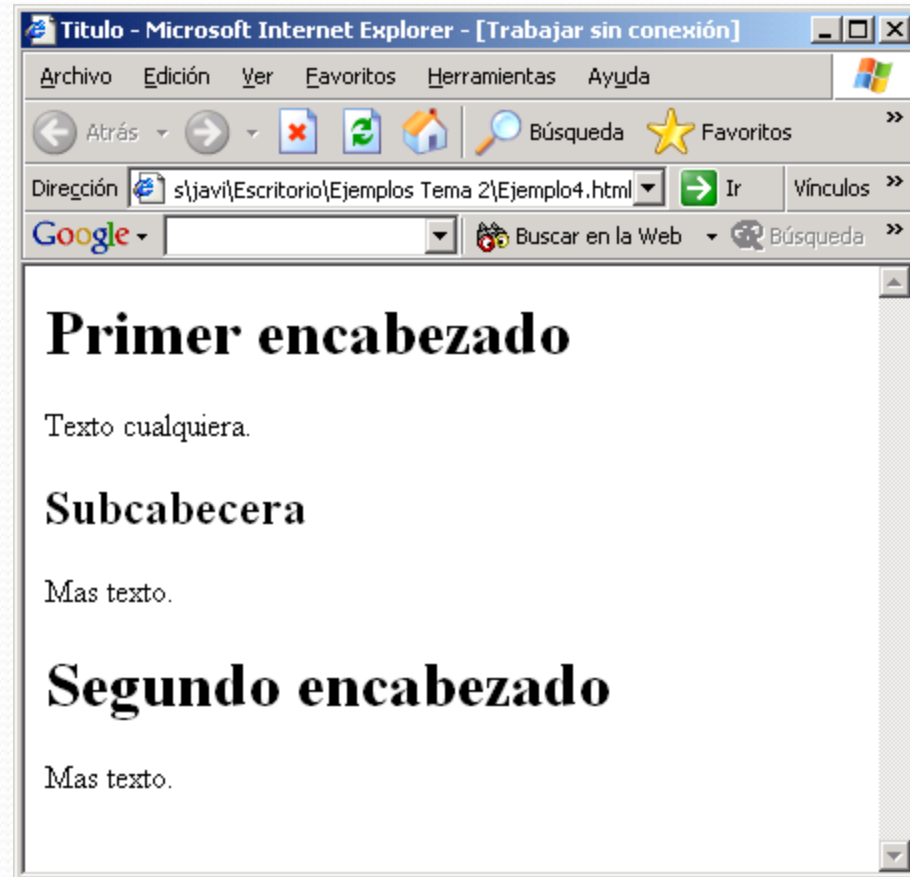 Titulo - Microsoft Internet Explorer - [Trabajar sin conexión]
Archivo Edición Ver Favoritos Herramientas Ayuda
Atrás Búsqueda Favoritos »
Dirección s\javi\Escritorio\Ejemplos Tema 2\Ejemplo4.html Ir Vínculos »
Google Buscar en la Web Búsqueda »
Primer encabezado
Texto cualquiera.
Subcabecera
Mas texto.
Segundo encabezado
Mas texto.